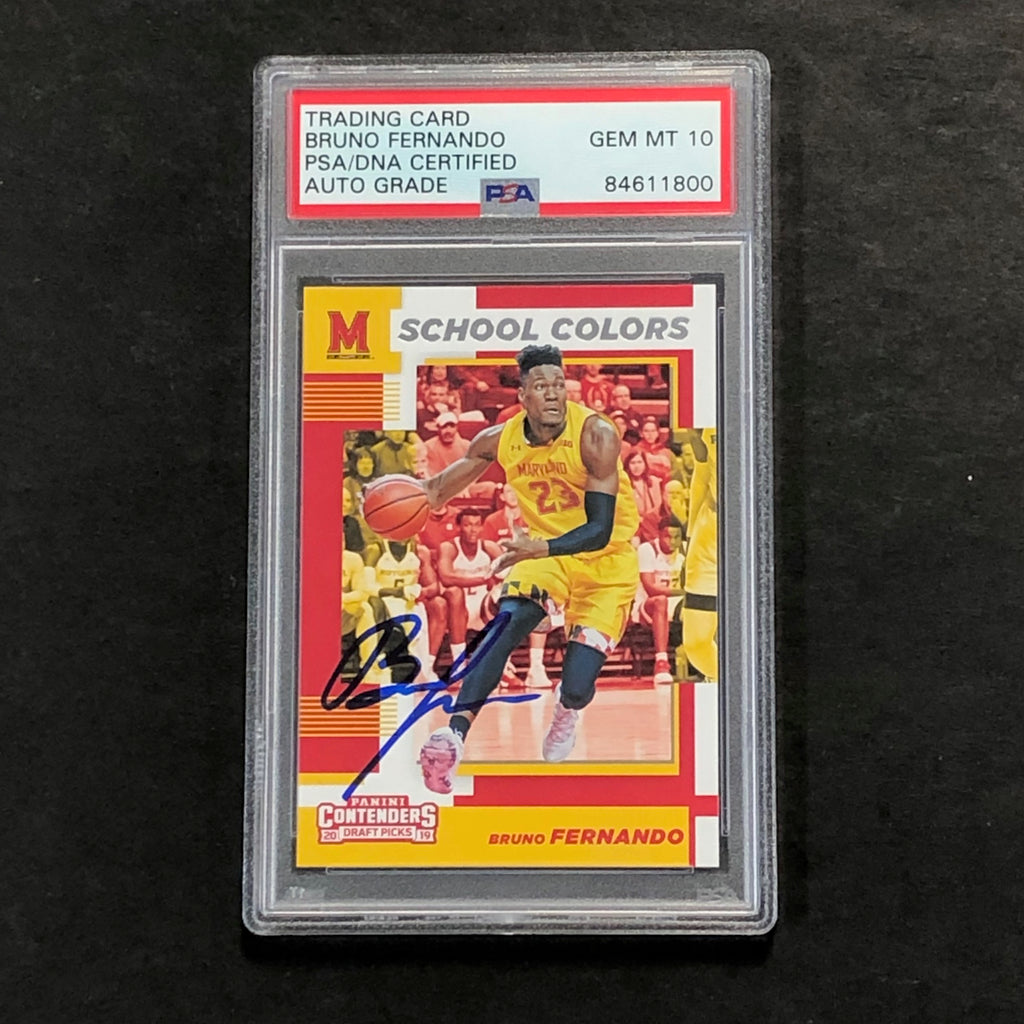 TRADING CARD
BRUNO FERNANDO
PSA/DNA CERTIFIED
AUTO GRADE
GEM MT 10
84611800
PSA
M
SCHOOL COLORS
MARYLAND
23
PANINI
CONTENDERS
20 DRAFT PICKS 19
BRUNO FERNANDO